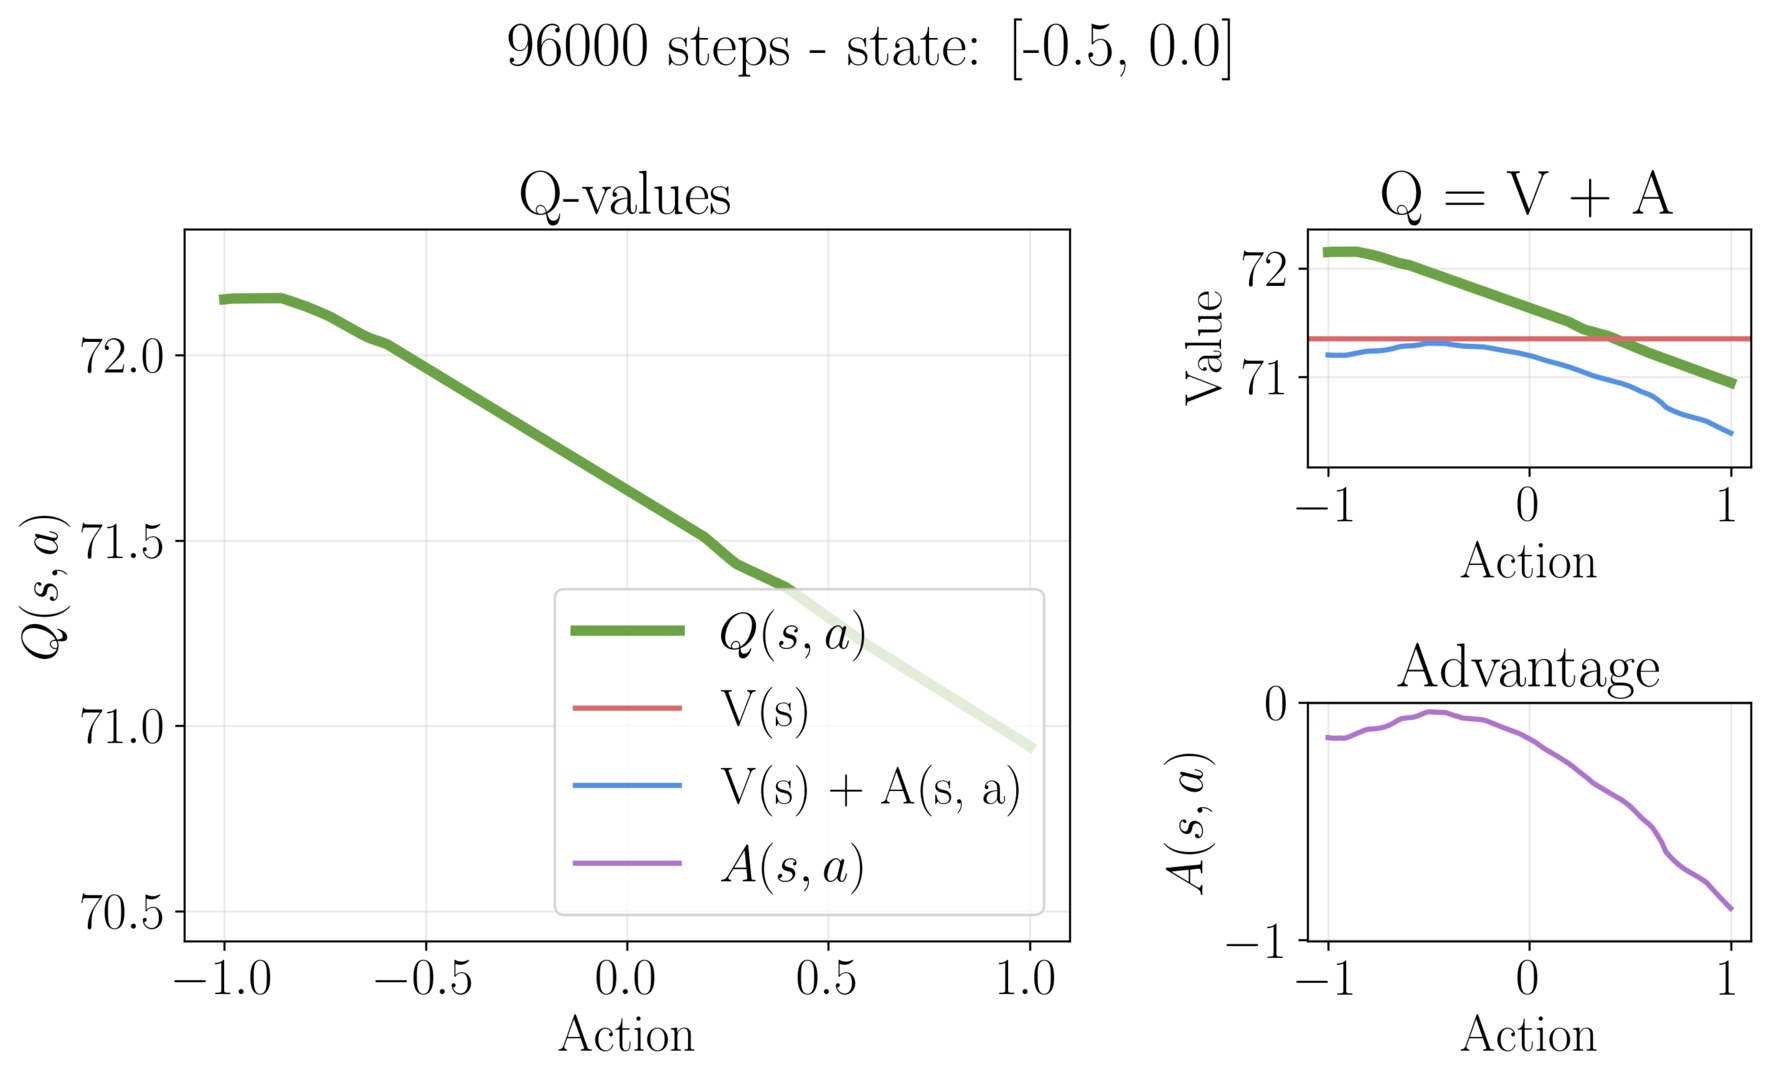 96000 steps - state: [-0.5, 0.0]
Q-values
Q(s, a)
72.0
71.5
71.0
70.5
−1.0 −0.5 0.0 0.5 1.0
Action
Q(s, a)
V(s)
V(s) + A(s, a)
A(s, a)
Q = V + A
Value
72
71
−1 0 1
Action
Advantage
A(s, a)
0
−1
−1 0 1
Action